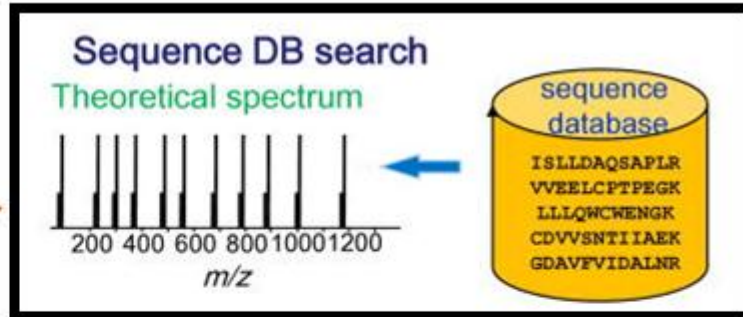 Sequence DB search
Theoretical spectrum
200 400 600 800 1000 1200
m/z
sequence
database
ISLLDAQSAPLR
VVEELCPTPEGK
LLLQWCWENGK
CDVVSNTIIAEK
GDAVFVIDALNR